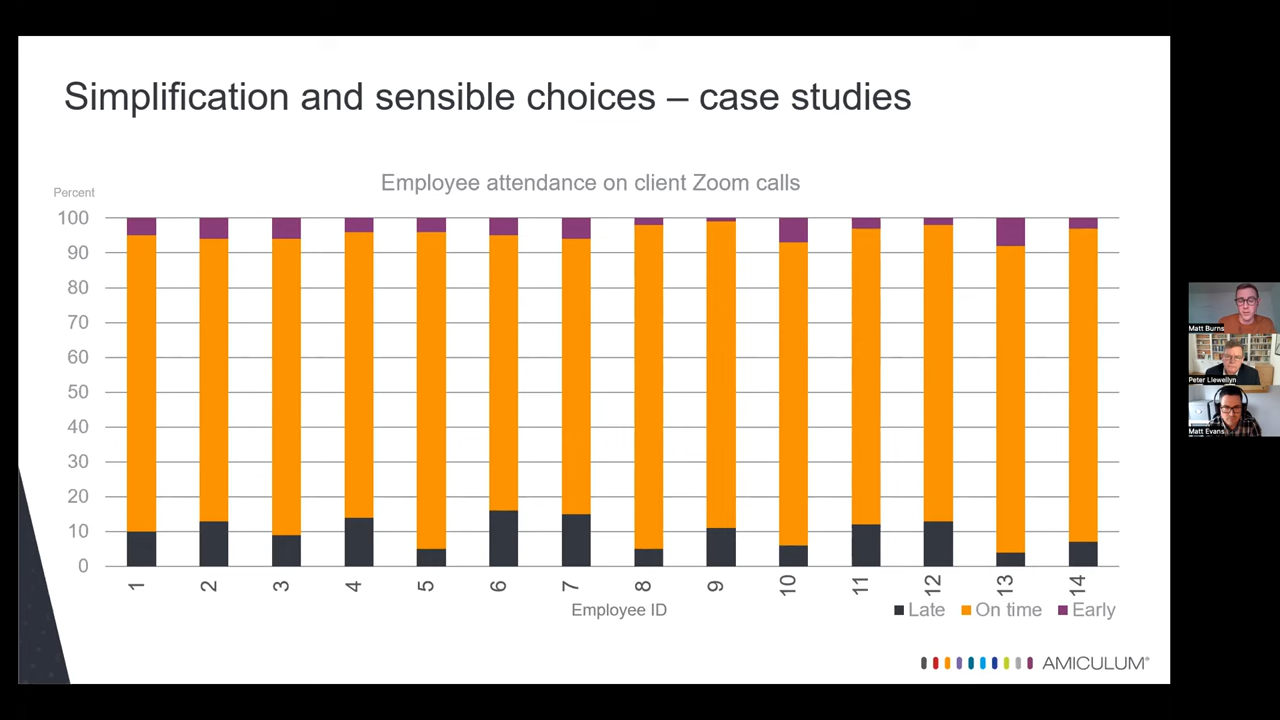 Simplification and sensible choices – case studies
Employee attendance on client Zoom calls
Percent
100
90
80
70
60
50
40
30
20
10
0
1 2 3 4 5 6 7 8 9 10 11 12 13 14
Employee ID
Late On time Early
AMICULUM®
Matt Burns
Peter Llewellyn
Matt Evans